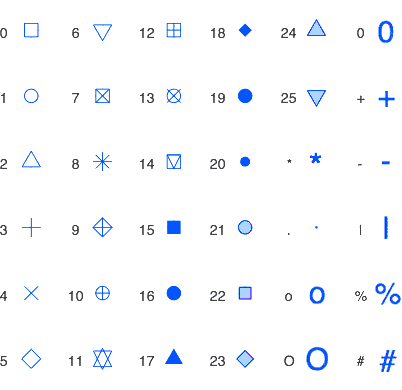 0 6 12 18 24 0 0
1 7 13 19 25 + +
2 8 14 20 * * - -
3 9 15 21 . . | |
4 10 16 22 o o % %
5 11 17 23 O O # #